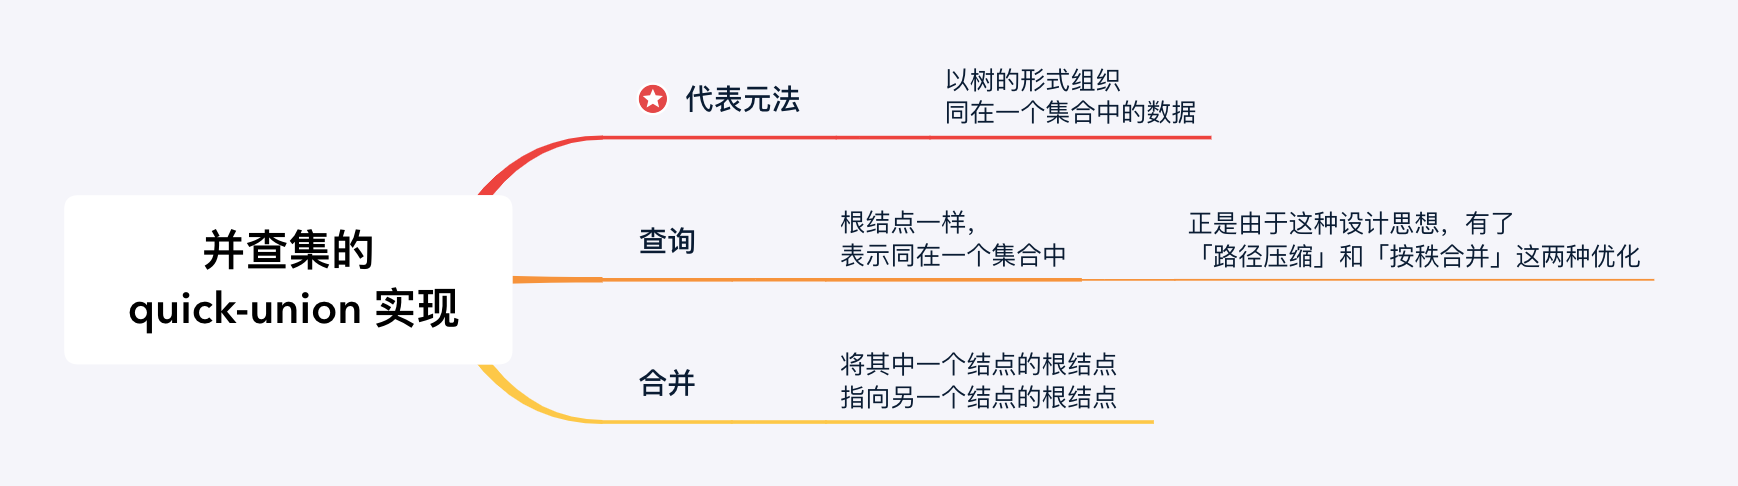 并查集的
quick-union 实现
代表元法
以树的形式组织
同在一个集合中的数据
查询
根结点一样，
表示同在一个集合中
正是由于这种设计思想，有了
「路径压缩」和「按秩合并」这两种优化
合并
将其中一个结点的根结点
指向另一个结点的根结点